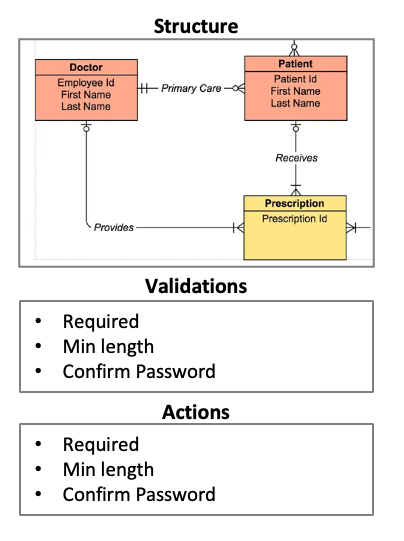 Structure
Doctor
Employee Id
First Name
Last Name
Primary Care
Patient
Patient Id
First Name
Last Name
Receives
Prescription
Prescription Id
Provides
Validations
• Required
• Min length
• Confirm Password
Actions
• Required
• Min length
• Confirm Password